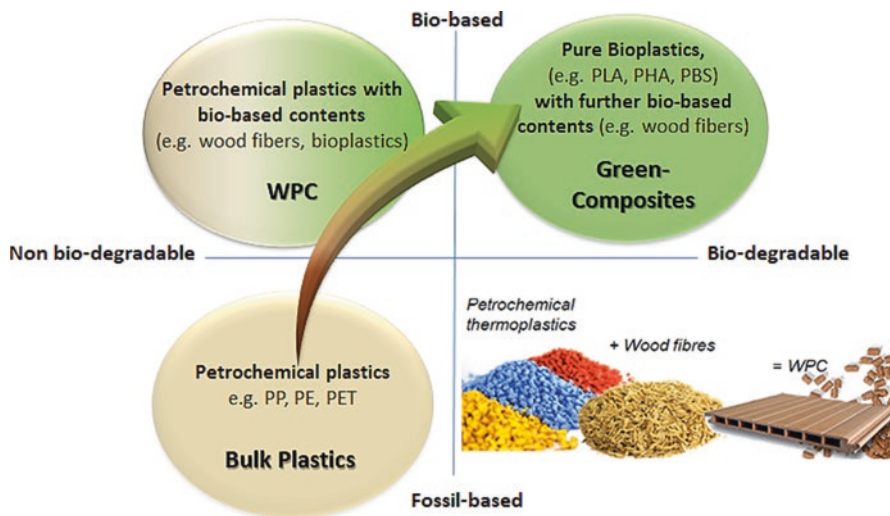 Bio-based
Petrochemical plastics with
bio-based contents
(e.g. wood fibers, bioplastics)
WPC
Pure Bioplastics,
(e.g. PLA, PHA, PBS)
with further bio-based
contents (e.g. wood fibers)
Green-
Composites
Non bio-degradable
Bio-degradable
Petrochemical plastics
e.g. PP, PE, PET
Bulk Plastics
Petrochemical
thermoplastics
+ Wood fibres
= WPC
Fossil-based